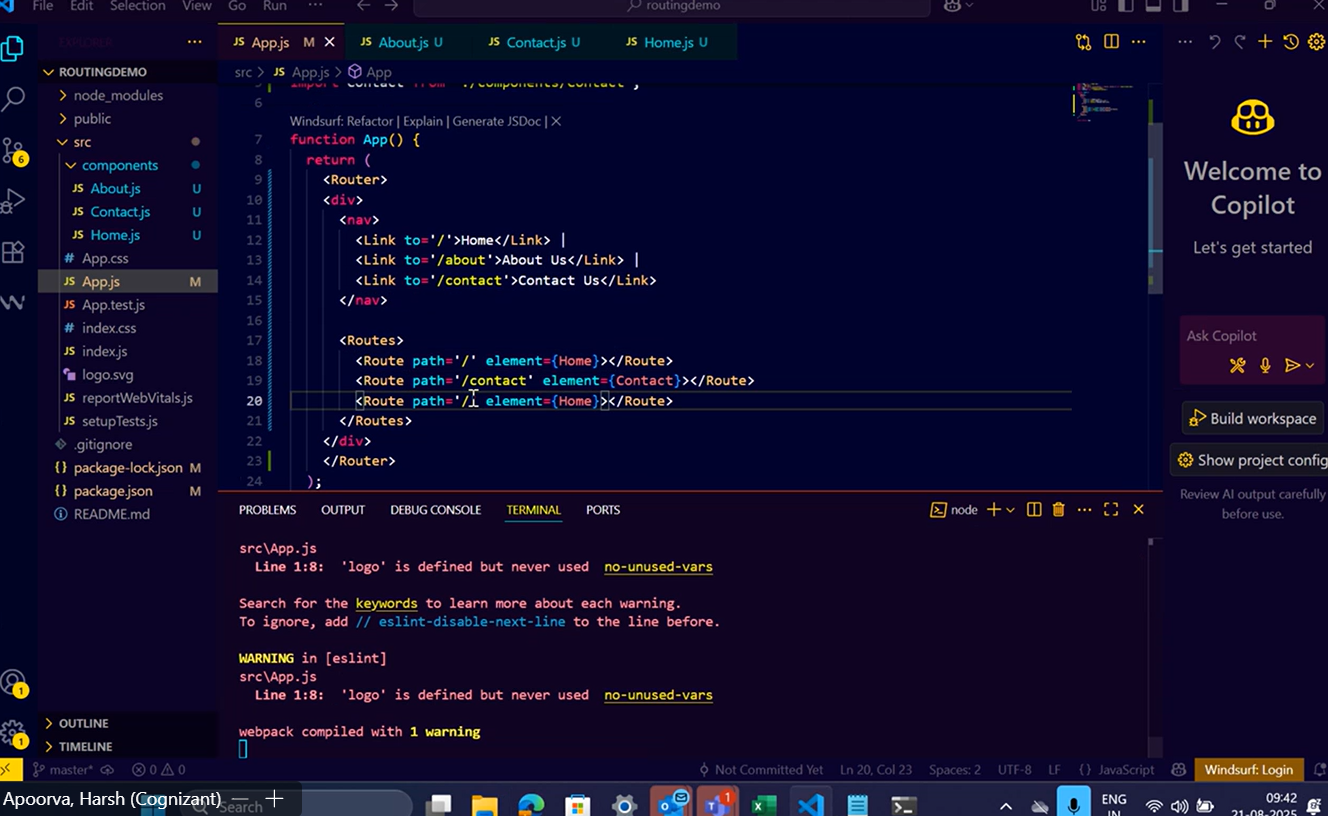 File Edit Selection View Go Run ··· routingdemo
App.js M About.js U Contact.js U Home.js U
src > JS App.js > App
ROUTINGDEMO
node_modules
public
src
components
JS About.js U
JS Contact.js U
JS Home.js U
# App.css
JS App.js M
JS App.test.js
# index.css
JS index.js
logo.svg
JS reportWebVitals.js
JS setupTests.js
.gitignore
{} package-lock.json M
{} package.json M
README.md
OUTLINE
TIMELINE
6
1
1
import Contact from './components/Contact';
6
Windsurf: Refactor | Explain | Generate JSDoc | ✕
7 function App() {
8 return (
9 <Router>
10 <div>
11 <nav>
12 <Link to='/'>Home</Link> |
13 <Link to='/about'>About Us</Link> |
14 <Link to='/contact'>Contact Us</Link>
15 </nav>
16
17 <Routes>
18 <Route path='/' element={Home}></Route>
19 <Route path='/contact' element={Contact}></Route>
20 <Route path='/ element={Home}></Route>
21 </Routes>
22 </div>
23 </Router>
24 );
PROBLEMS OUTPUT DEBUG CONSOLE TERMINAL PORTS
node
src\App.js
Line 1:8: 'logo' is defined but never used no-unused-vars
Search for the keywords to learn more about each warning.
To ignore, add // eslint-disable-next-line to the line before.
WARNING in [eslint]
src\App.js
Line 1:8: 'logo' is defined but never used no-unused-vars
webpack compiled with 1 warning
Welcome to
Copilot
Let's get started
Ask Copilot
Build workspace
Show project config
Review AI output carefully
before use.
master* 0 0 Not Committed Yet Ln 20, Col 23 Spaces: 2 UTF-8 LF {} JavaScript Windsurf: Login
Apoorva, Harsh (Cognizant)
Search
1
ENG
IN
09:42
21-08-2025